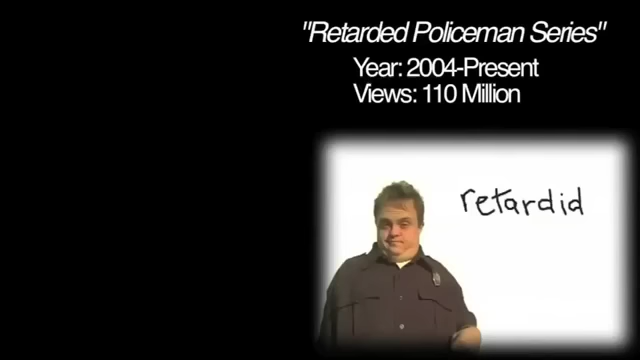 "Retarded Policeman Series"
Year: 2004-Present
Views: 110 Million
retardid